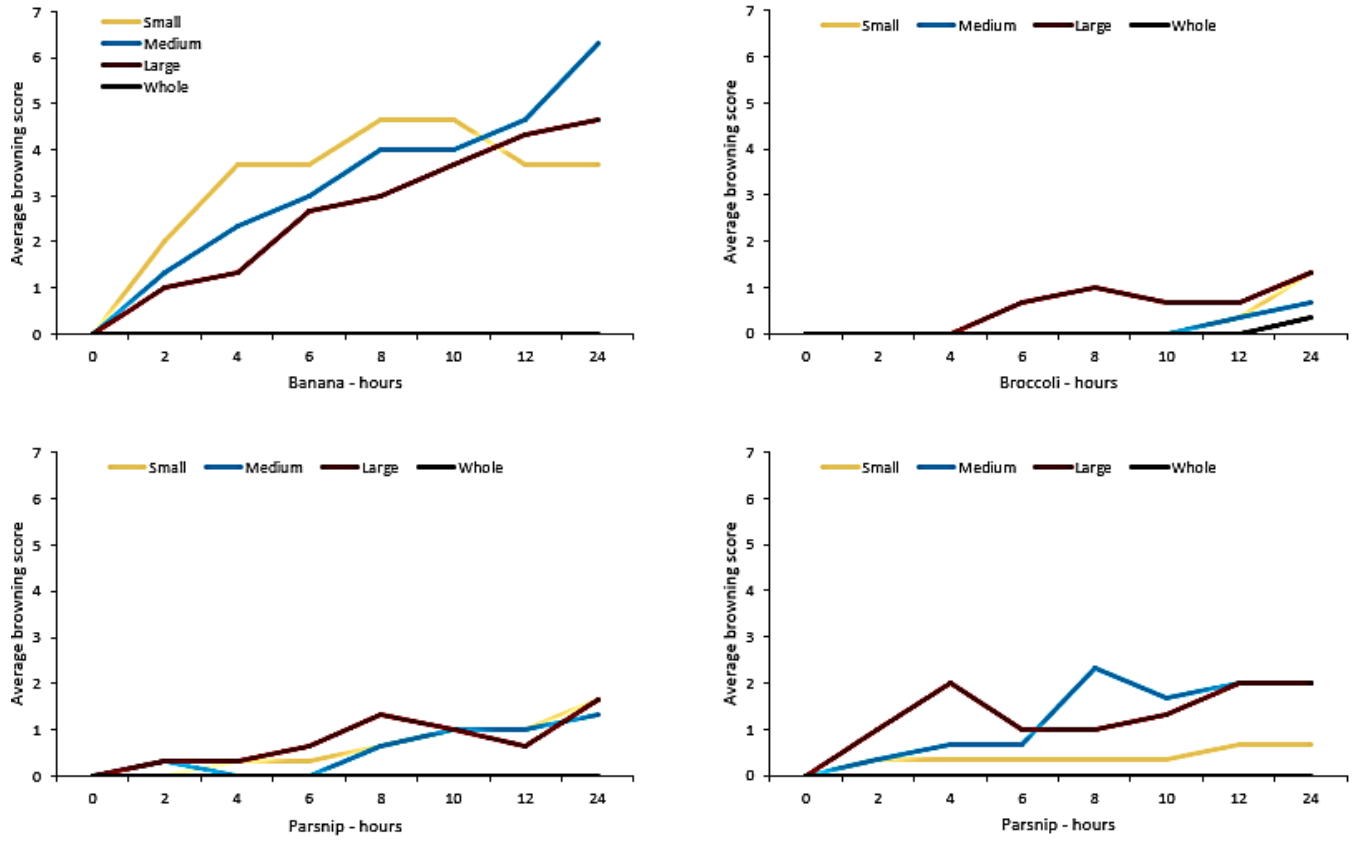 Small
Medium
Large
Whole
Average browning score
7
6
5
4
3
2
1
0
0 2 4 6 8 10 12 24
Banana - hours
Small Medium Large Whole
Average browning score
7
6
5
4
3
2
1
0
0 2 4 6 8 10 12 24
Broccoli - hours
Small Medium Large Whole
Average browning score
7
6
5
4
3
2
1
0
0 2 4 6 8 10 12 24
Parsnip - hours
Small Medium Large Whole
Average browning score
7
6
5
4
3
2
1
0
0 2 4 6 8 10 12 24
Parsnip - hours